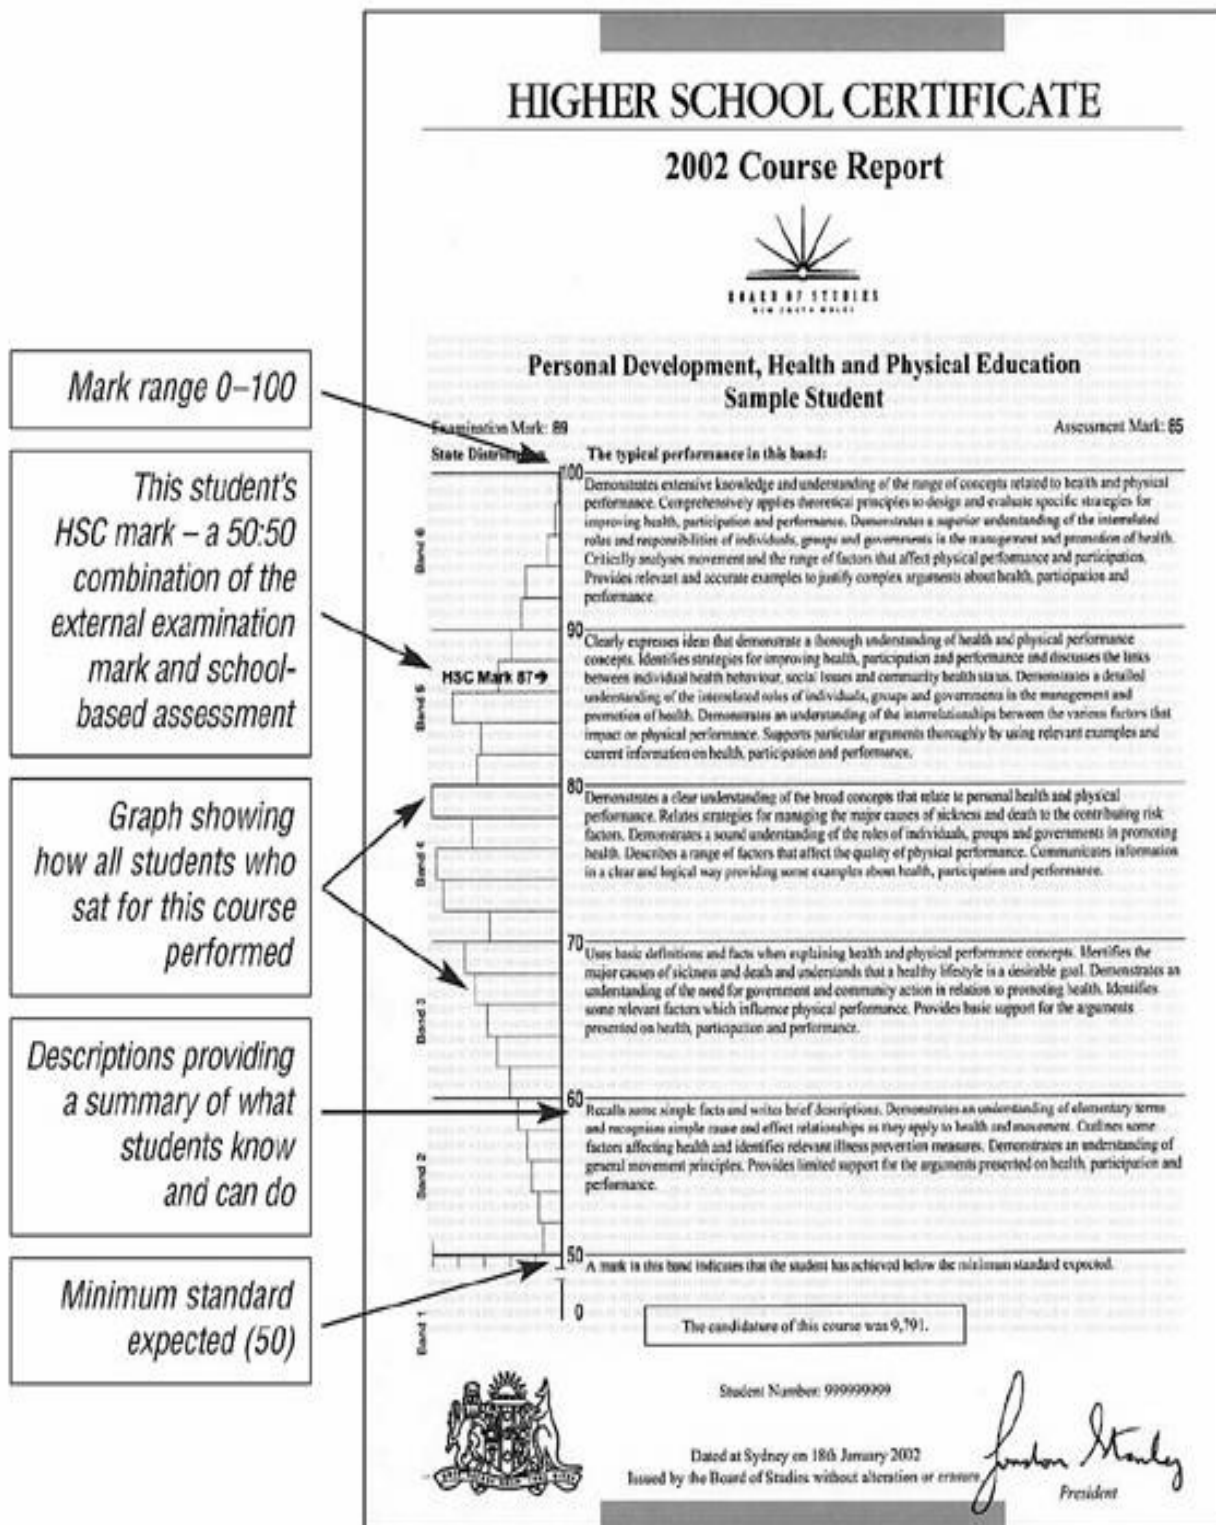 HIGHER SCHOOL CERTIFICATE
2002 Course Report
BOARD OF STUDIES
NEW SOUTH WALES
Personal Development, Health and Physical Education
Sample Student
Examination Mark: 89
Assessment Mark: 85
State Distribution
The typical performance in this band:
Mark range 0–100
This student's
HSC mark – a 50:50
combination of the
external examination
mark and school-
based assessment
Graph showing
how all students who
sat for this course
performed
Descriptions providing
a summary of what
students know
and can do
Minimum standard
expected (50)
100
Band 6
Demonstrates extensive knowledge and understanding of the range of concepts related to health and physical
performance. Comprehensively applies theoretical principles to design and evaluate specific strategies for
improving health, participation and performance. Demonstrates a superior understanding of the interrelated
roles and responsibilities of individuals, groups and governments in the management and promotion of health.
Critically analyses movement and the range of factors that affect physical performance and participation.
Provides relevant and accurate examples to justify complex arguments about health, participation and
performance.
90
HSC Mark 87
Band 5
Clearly expresses ideas that demonstrate a thorough understanding of health and physical performance
concepts. Identifies strategies for improving health, participation and performance and discusses the links
between individual health behaviour, social issues and community health status. Demonstrates a detailed
understanding of the interrelated roles of individuals, groups and governments in the management and
promotion of health. Demonstrates an understanding of the interrelationships between the various factors that
impact on physical performance. Supports particular arguments thoroughly by using relevant examples and
current information on health, participation and performance.
80
Band 4
Demonstrates a clear understanding of the broad concepts that relate to personal health and physical
performance. Relates strategies for managing the major causes of sickness and death to the contributing risk
factors. Demonstrates a sound understanding of the roles of individuals, groups and governments in promoting
health. Describes a range of factors that affect the quality of physical performance. Communicates information
in a clear and logical way providing some examples about health, participation and performance.
70
Band 3
Uses basic definitions and facts when explaining health and physical performance concepts. Identifies the
major causes of sickness and death and understands that a healthy lifestyle is a desirable goal. Demonstrates an
understanding of the need for government and community action in relation to promoting health. Identifies
some relevant factors which influence physical performance. Provides basic support for the arguments
presented on health, participation and performance.
60
Band 2
Recalls some simple facts and writes brief descriptions. Demonstrates an understanding of elementary terms
and recognises simple cause and effect relationships as they apply to health and movement. Outlines some
factors affecting health and identifies relevant illness prevention measures. Demonstrates an understanding of
general movement principles. Provides limited support for the arguments presented on health, participation and
performance.
50
A mark in this band indicates that the student has achieved below the minimum standard expected.
0
Band 1
The candidature of this course was 9,791.
Student Number: 999999999
Dated at Sydney on 18th January 2002
Issued by the Board of Studies without alteration or erasure
Gordon Stanley
President